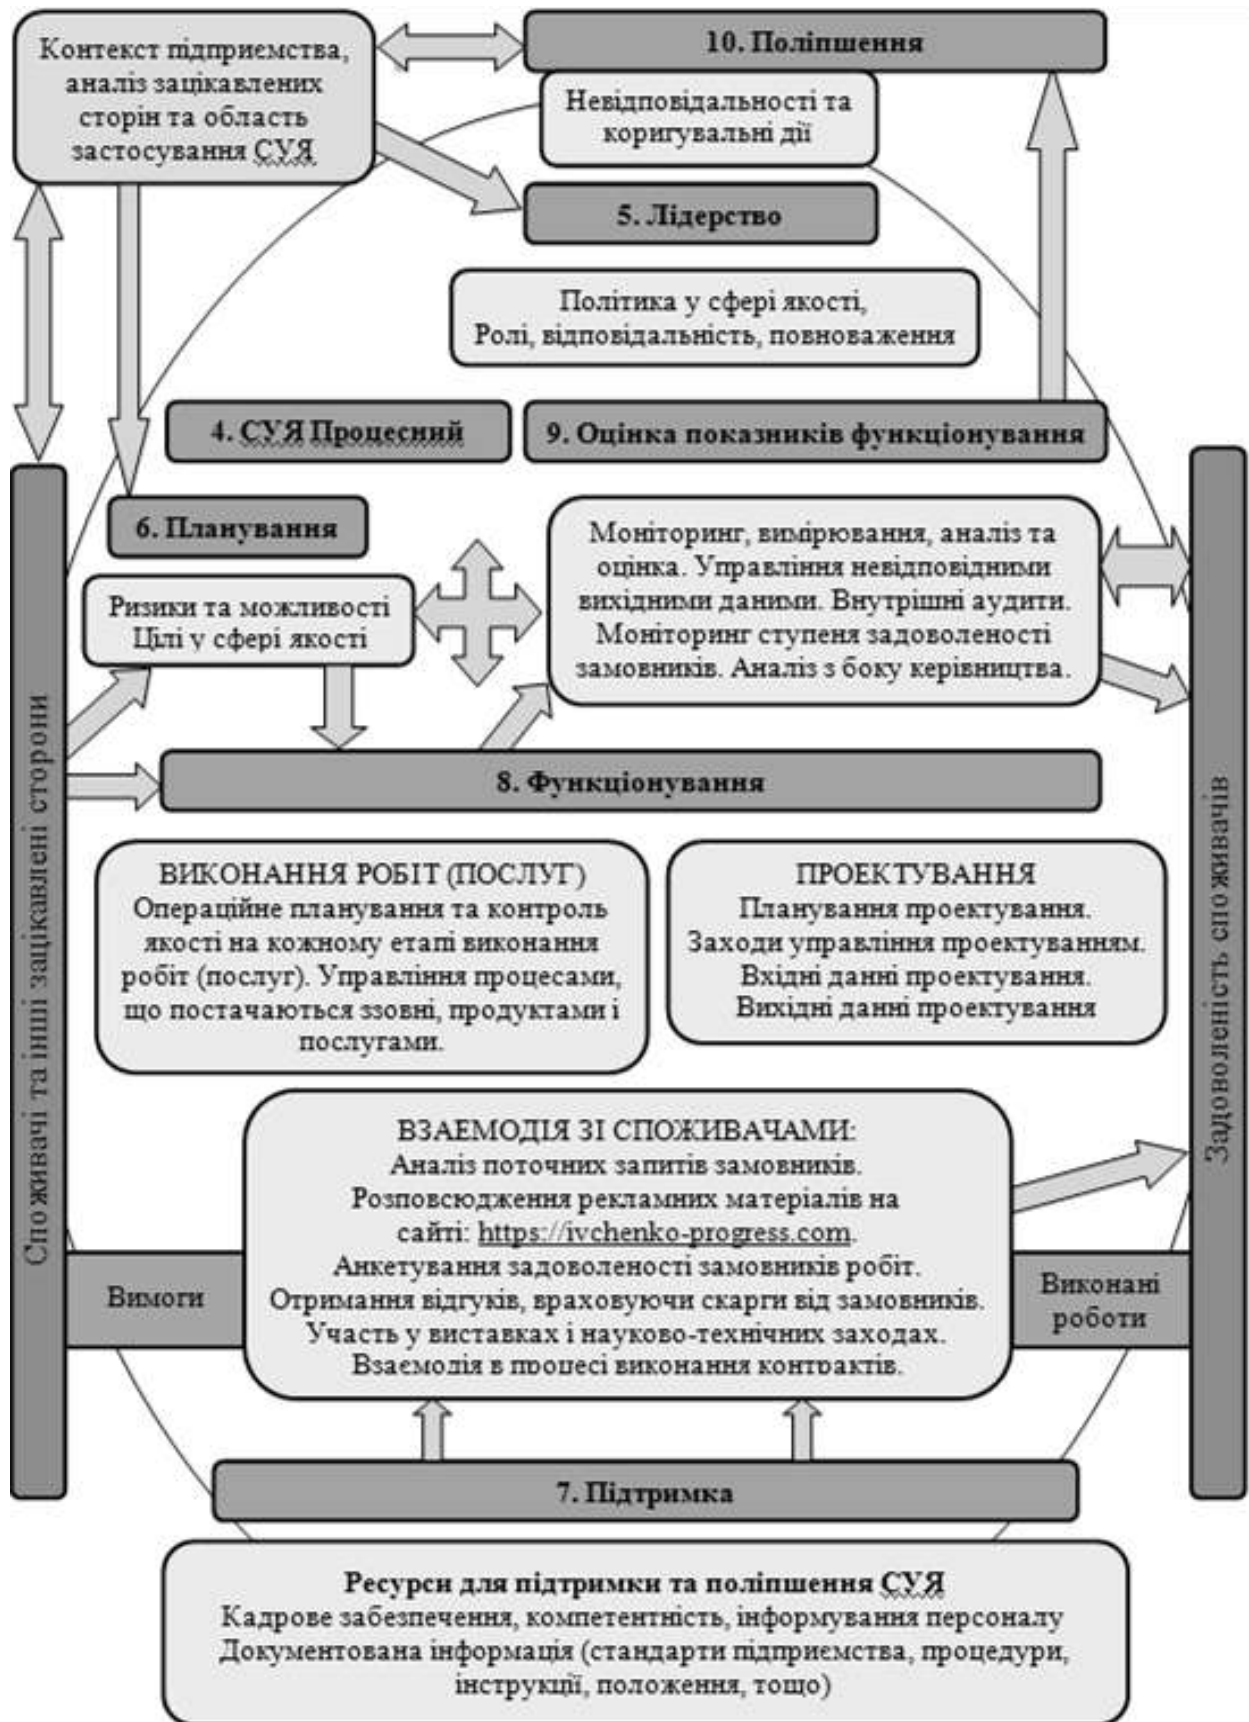 Контекст підприємства,
аналіз зацікавлених
сторін та область
застосування СУЯ
10. Поліпшення
Невідповідальності та
коригувальні дії
5. Лідерство
Політика у сфері якості,
Ролі, відповідальність, повноваження
4. СУЯ Процесний
9. Оцінка показників функціонування
6. Планування
Ризики та можливості
Цілі у сфері якості
Моніторинг, вимірювання, аналіз та
оцінка. Управління невідповідними
вихідними даними. Внутрішні аудити.
Моніторинг ступеня задоволеності
замовників. Аналіз з боку керівництва.
Споживачі та інші зацікавлені сторони
8. Функціонування
Задоволеність споживачів
ВИКОНАННЯ РОБІТ (ПОСЛУГ)
Операційне планування та контроль
якості на кожному етапі виконання
робіт (послуг). Управління процесами,
що постачаються ззовні, продуктами і
послугами.
ПРОЕКТУВАННЯ
Планування проектування.
Заходи управління проектуванням.
Вхідні данні проектування.
Вихідні данні проектування
ВЗАЕМОДІЯ ЗІ СПОЖИВАЧАМИ:
Аналіз поточних запитів замовників.
Розповсюдження рекламних матеріалів на
сайті: https://ivchenko-progress.com.
Анкетування задоволеності замовників робіт.
Отримання відгуків, враховуючи скарги від замовників.
Участь у виставках і науково-технічних заходах.
Взаємодія в процесі виконання контрактів.
Вимоги
Виконані
роботи
7. Підтримка
Ресурси для підтримки та поліпшення СУЯ
Кадрове забезпечення, компетентність, інформування персоналу
Документована інформація (стандарти підприємства, процедури,
інструкції, положення, тощо)